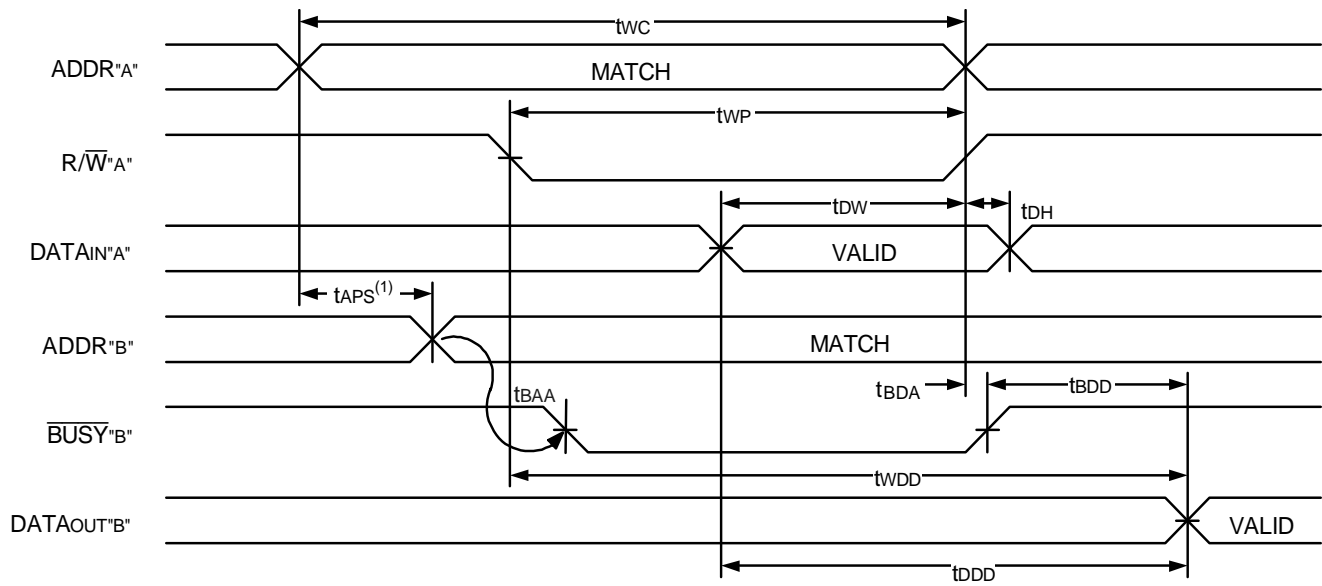 tWC
ADDR"A"
MATCH
tWP
R/W̅"A"
tDW
tDH
DATAIN"A"
VALID
tAPS(1)
ADDR"B"
MATCH
tBAA
tBDA
tBDD
B̅U̅S̅Y̅"B"
tWDD
DATAOUT"B"
VALID
tDDD